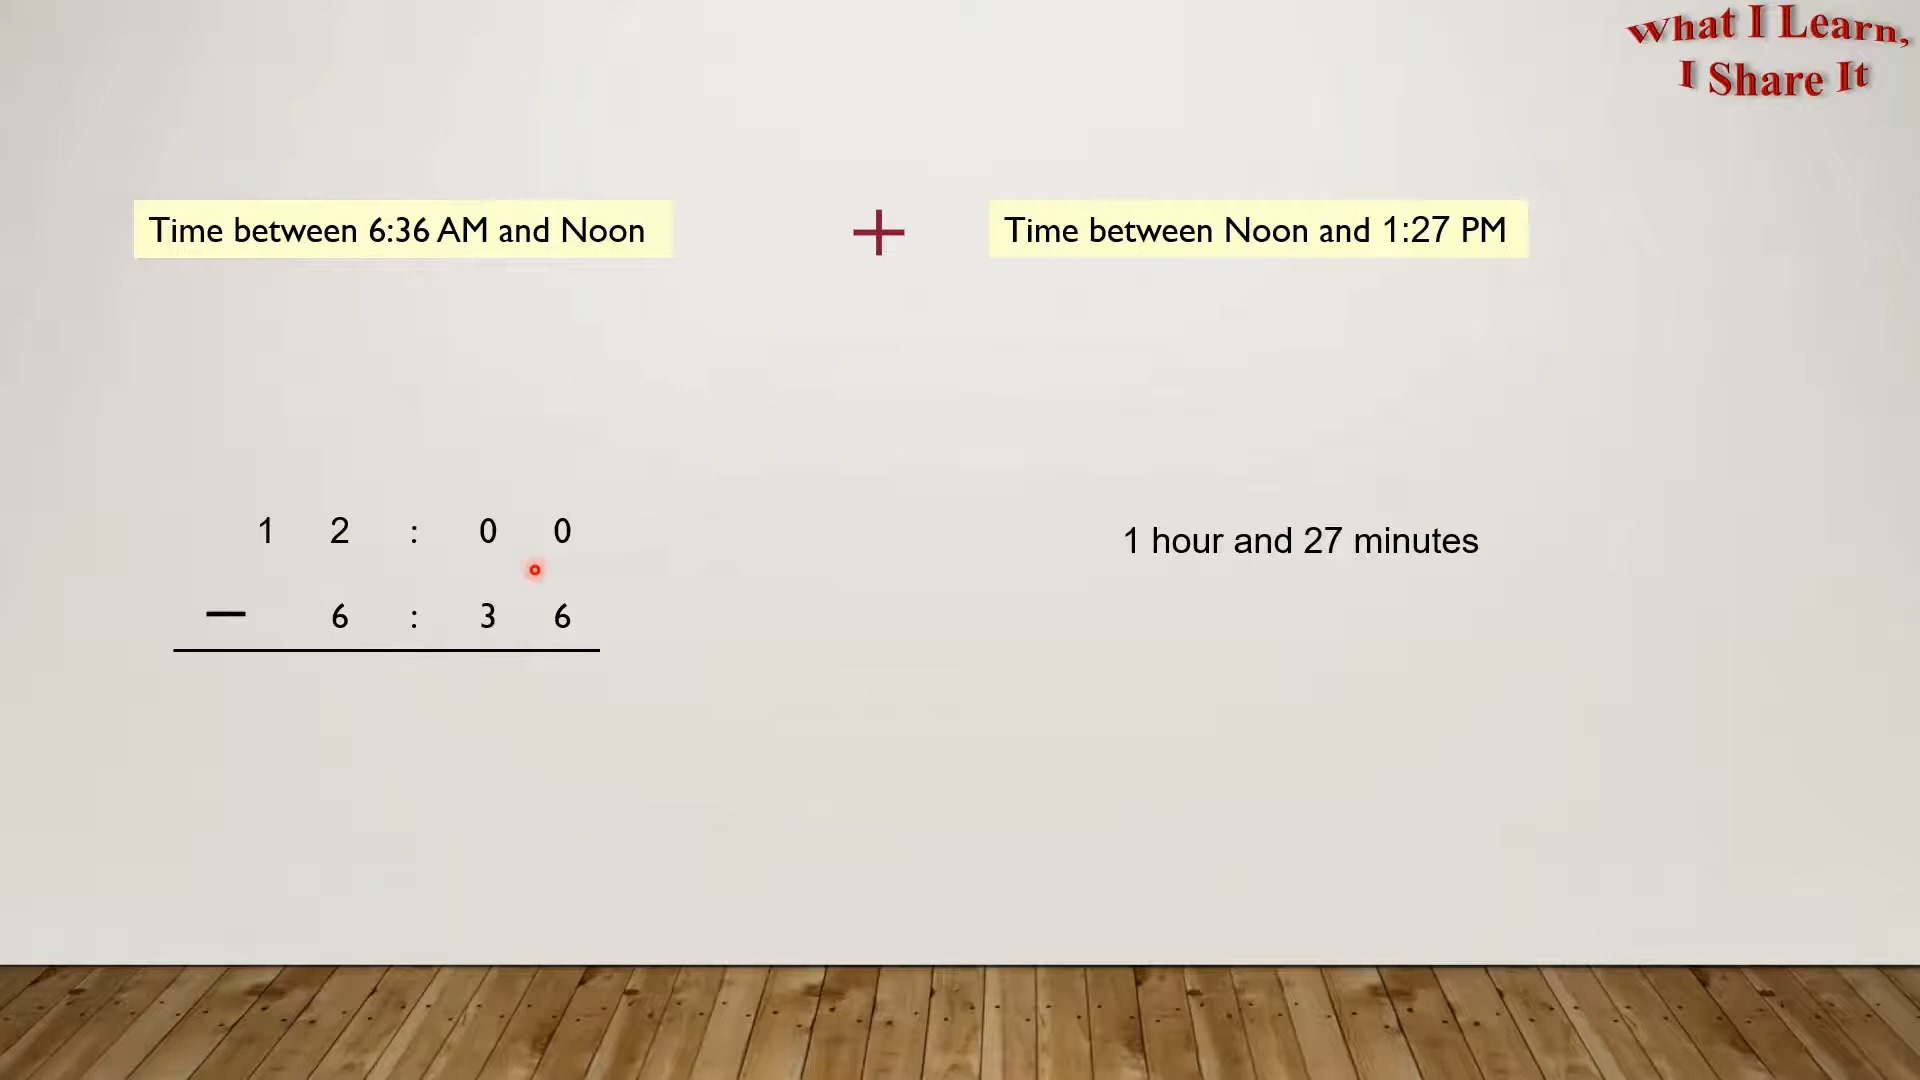 What I Learn,
I Share It
Time between 6:36 AM and Noon + Time between Noon and 1:27 PM
1 2 : 0 0
1 hour and 27 minutes
— 6 : 3 6